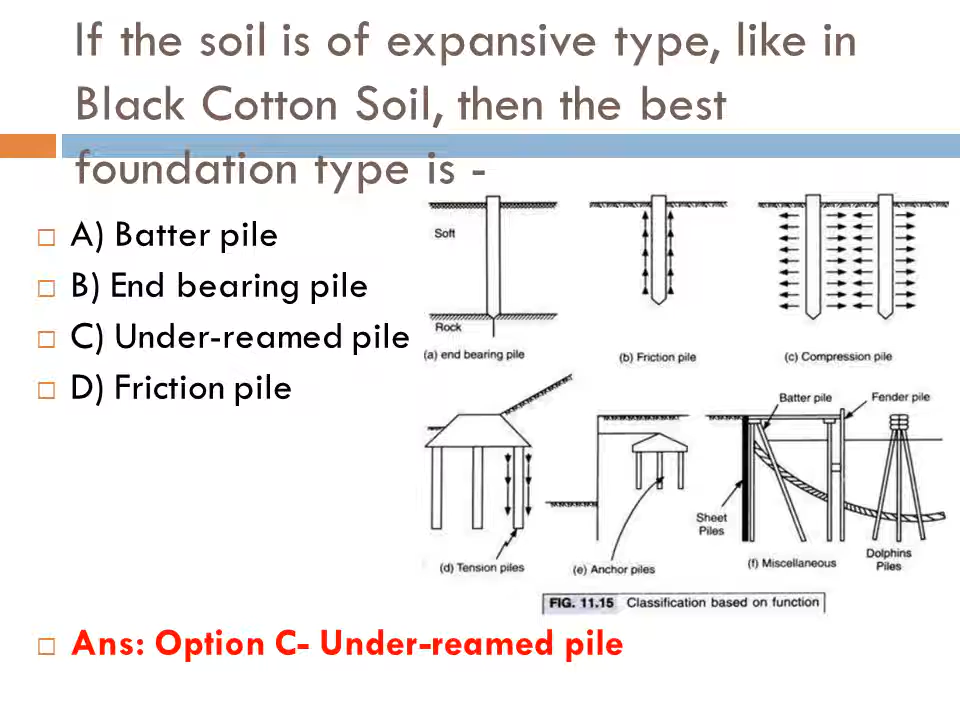 If the soil is of expansive type, like in
Black Cotton Soil, then the best
foundation type is -
A) Batter pile
B) End bearing pile
C) Under-reamed pile
D) Friction pile
Soft
Rock
(a) end bearing pile
(b) Friction pile
(c) Compression pile
Batter pile
Fender pile
Sheet
Piles
Dolphins
Piles
(d) Tension piles
(e) Anchor piles
(f) Miscellaneous
FIG. 11.15 Classification based on function
Ans: Option C- Under-reamed pile